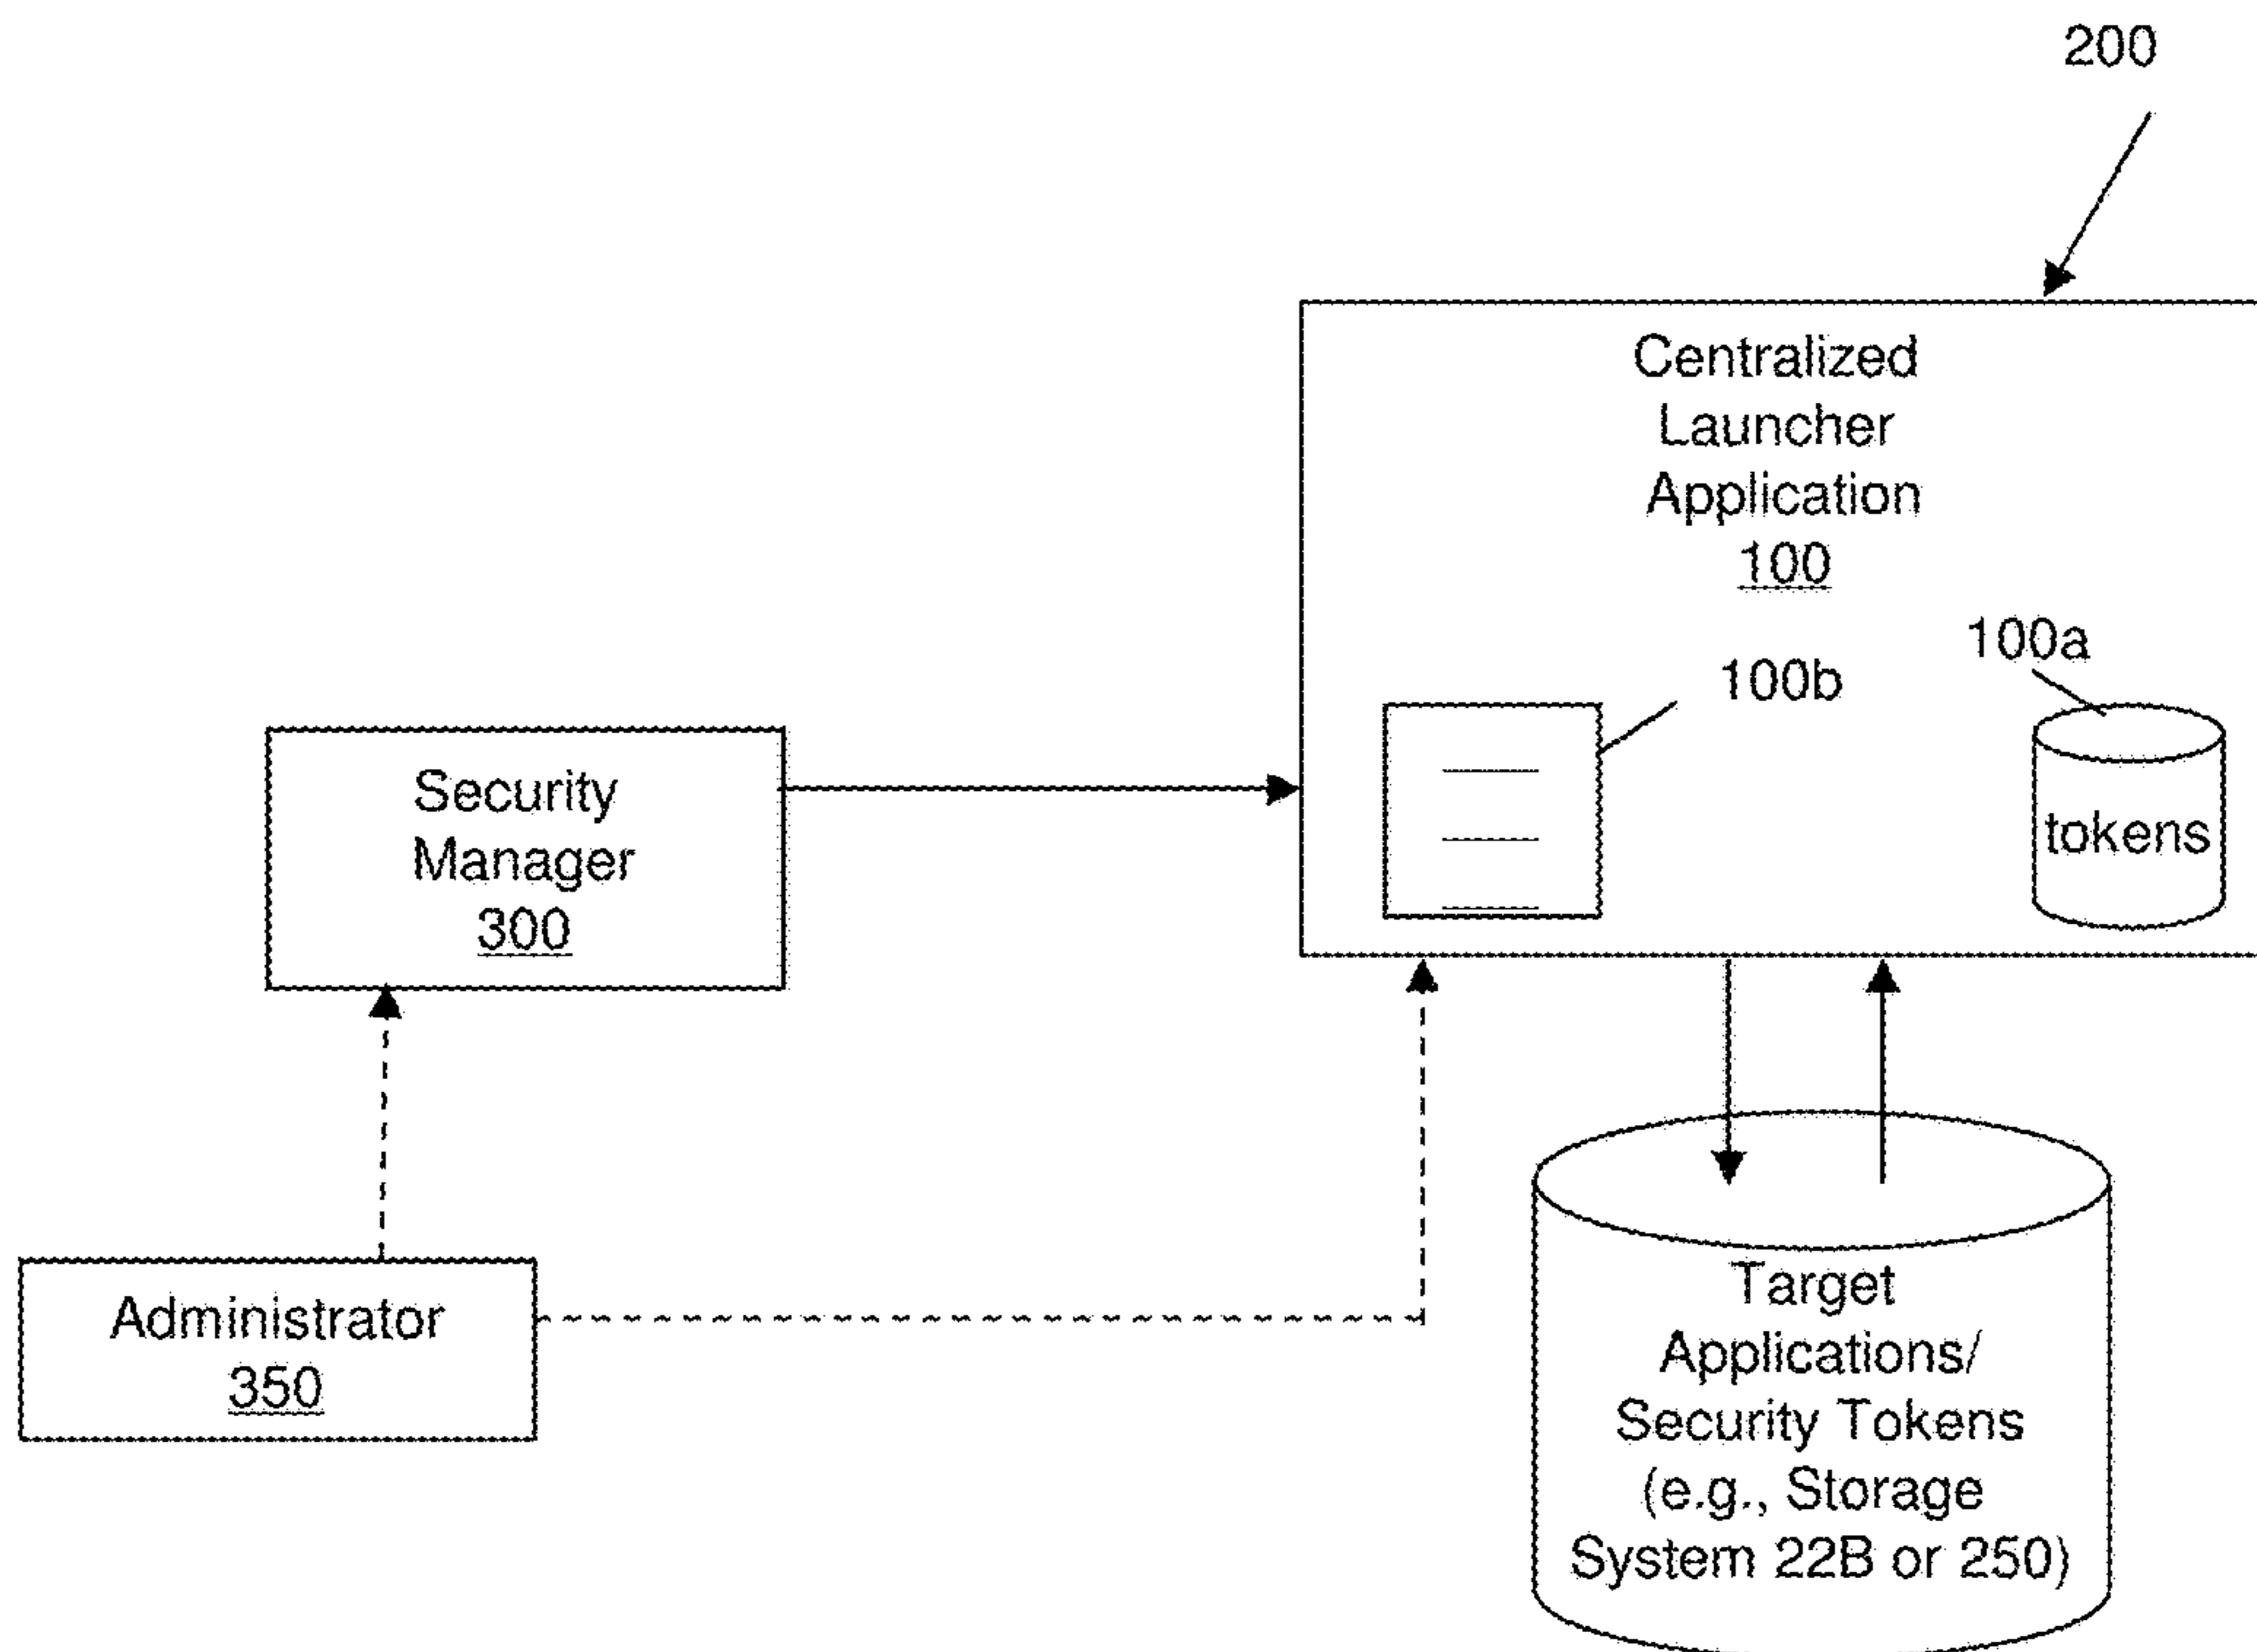 200
Centralized
Launcher
Application
100
100a
100b
tokens
Security
Manager
300
Administrator
350
Target
Applications/
Security Tokens
(e.g., Storage
System 22B or 250)